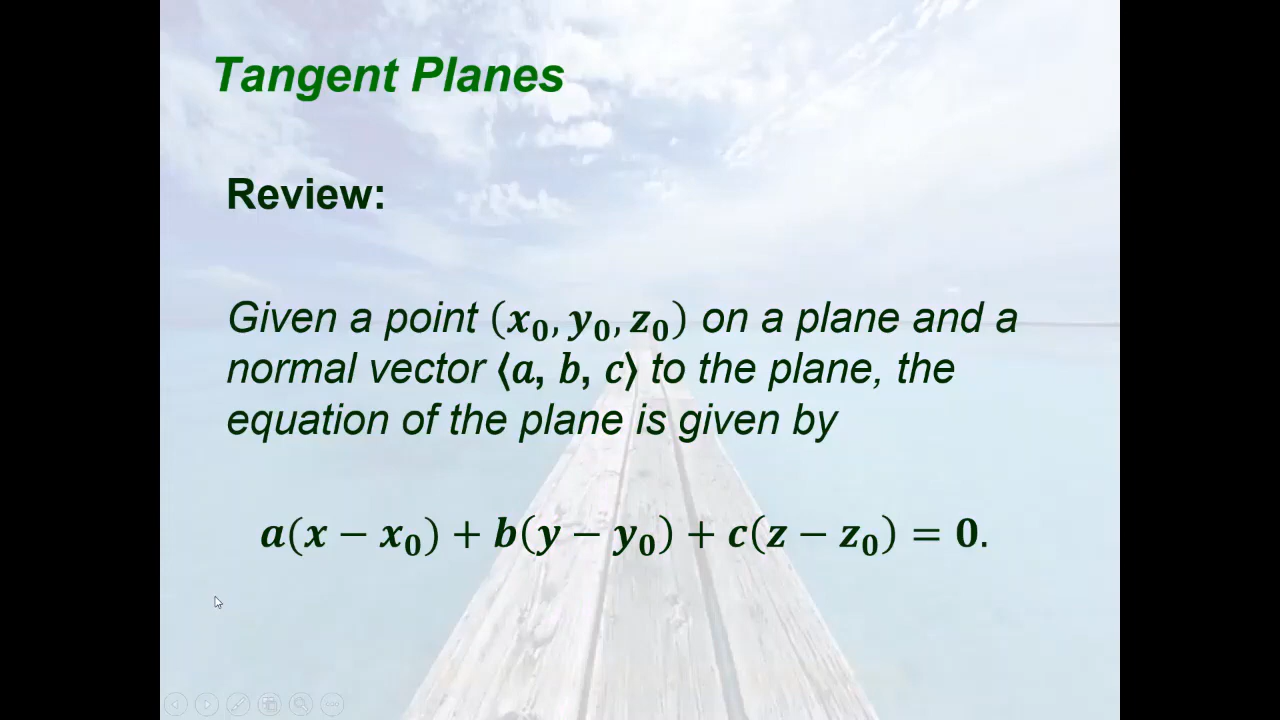 Tangent Planes
Review:
Given a point (x₀, y₀, z₀) on a plane and a
normal vector ⟨a, b, c⟩ to the plane, the
equation of the plane is given by
a(x − x₀) + b(y − y₀) + c(z − z₀) = 0.